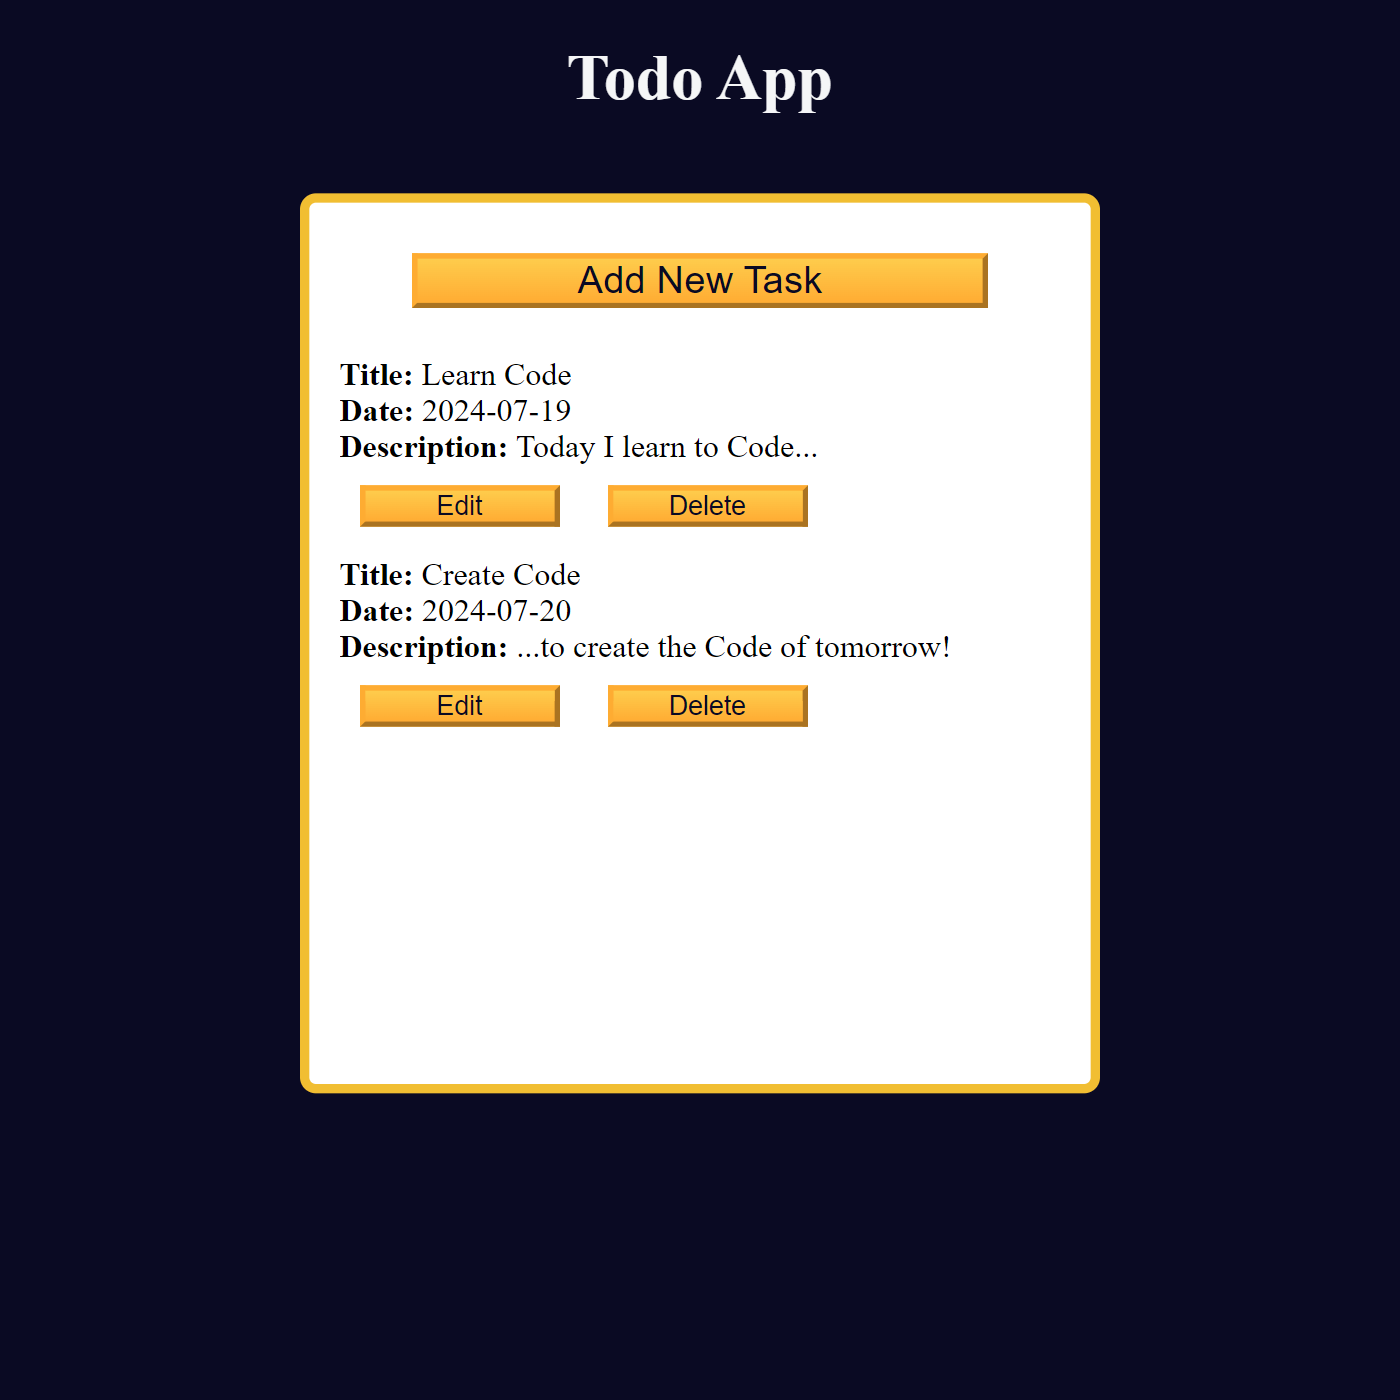 Todo App
Add New Task
Title: Learn Code
Date: 2024-07-19
Description: Today I learn to Code...
Edit Delete
Title: Create Code
Date: 2024-07-20
Description: ...to create the Code of tomorrow!
Edit Delete